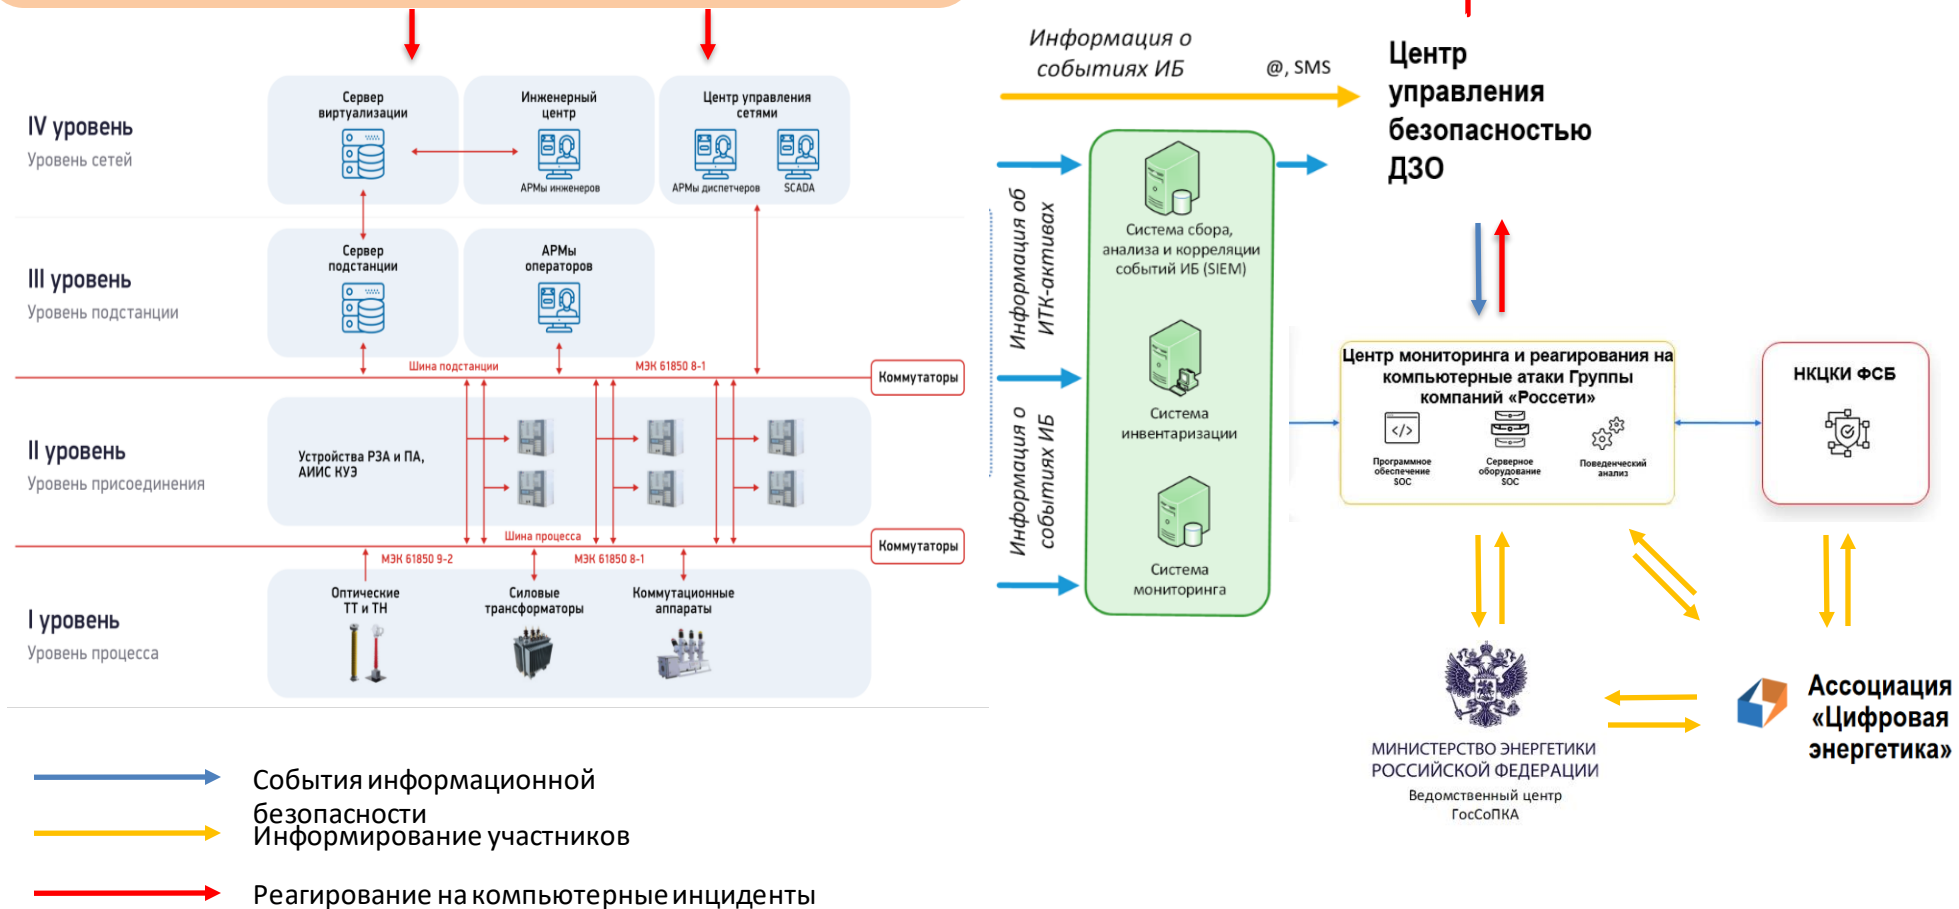 IV уровень
Уровень сетей
Сервер
виртуализации
Инженерный
центр
АРМы инженеров
Центр управления
сетями
АРМы диспетчеров
SCADA
III уровень
Уровень подстанции
Сервер
подстанции
АРМы
операторов
Шина подстанции
МЭК 61850 8-1
Коммутаторы
II уровень
Уровень присоединения
Устройства РЗА и ПА,
АИИС КУЭ
Шина процесса
МЭК 61850 9-2
МЭК 61850 8-1
Коммутаторы
I уровень
Уровень процесса
Оптические
ТТ и ТН
Силовые
трансформаторы
Коммутационные
аппараты
События информационной
безопасности
Информирование участников
Реагирование на компьютерные инциденты
Информация о
событиях ИБ
@, SMS
Информация об
ИТК-активах
Информация о
событиях ИБ
Система сбора,
анализа и корреляции
событий ИБ (SIEM)
Система
инвентаризации
Система
мониторинга
Центр
управления
безопасностью
ДЗО
Центр мониторинга и реагирования на
компьютерные атаки Группы
компаний «Россети»
Программное
обеспечение
SOC
Серверное
оборудование
SOC
Поведенческий
анализ
НКЦКИ ФСБ
МИНИСТЕРСТВО ЭНЕРГЕТИКИ
РОССИЙСКОЙ ФЕДЕРАЦИИ
Ведомственный центр
ГосСоПКА
Ассоциация
«Цифровая
энергетика»